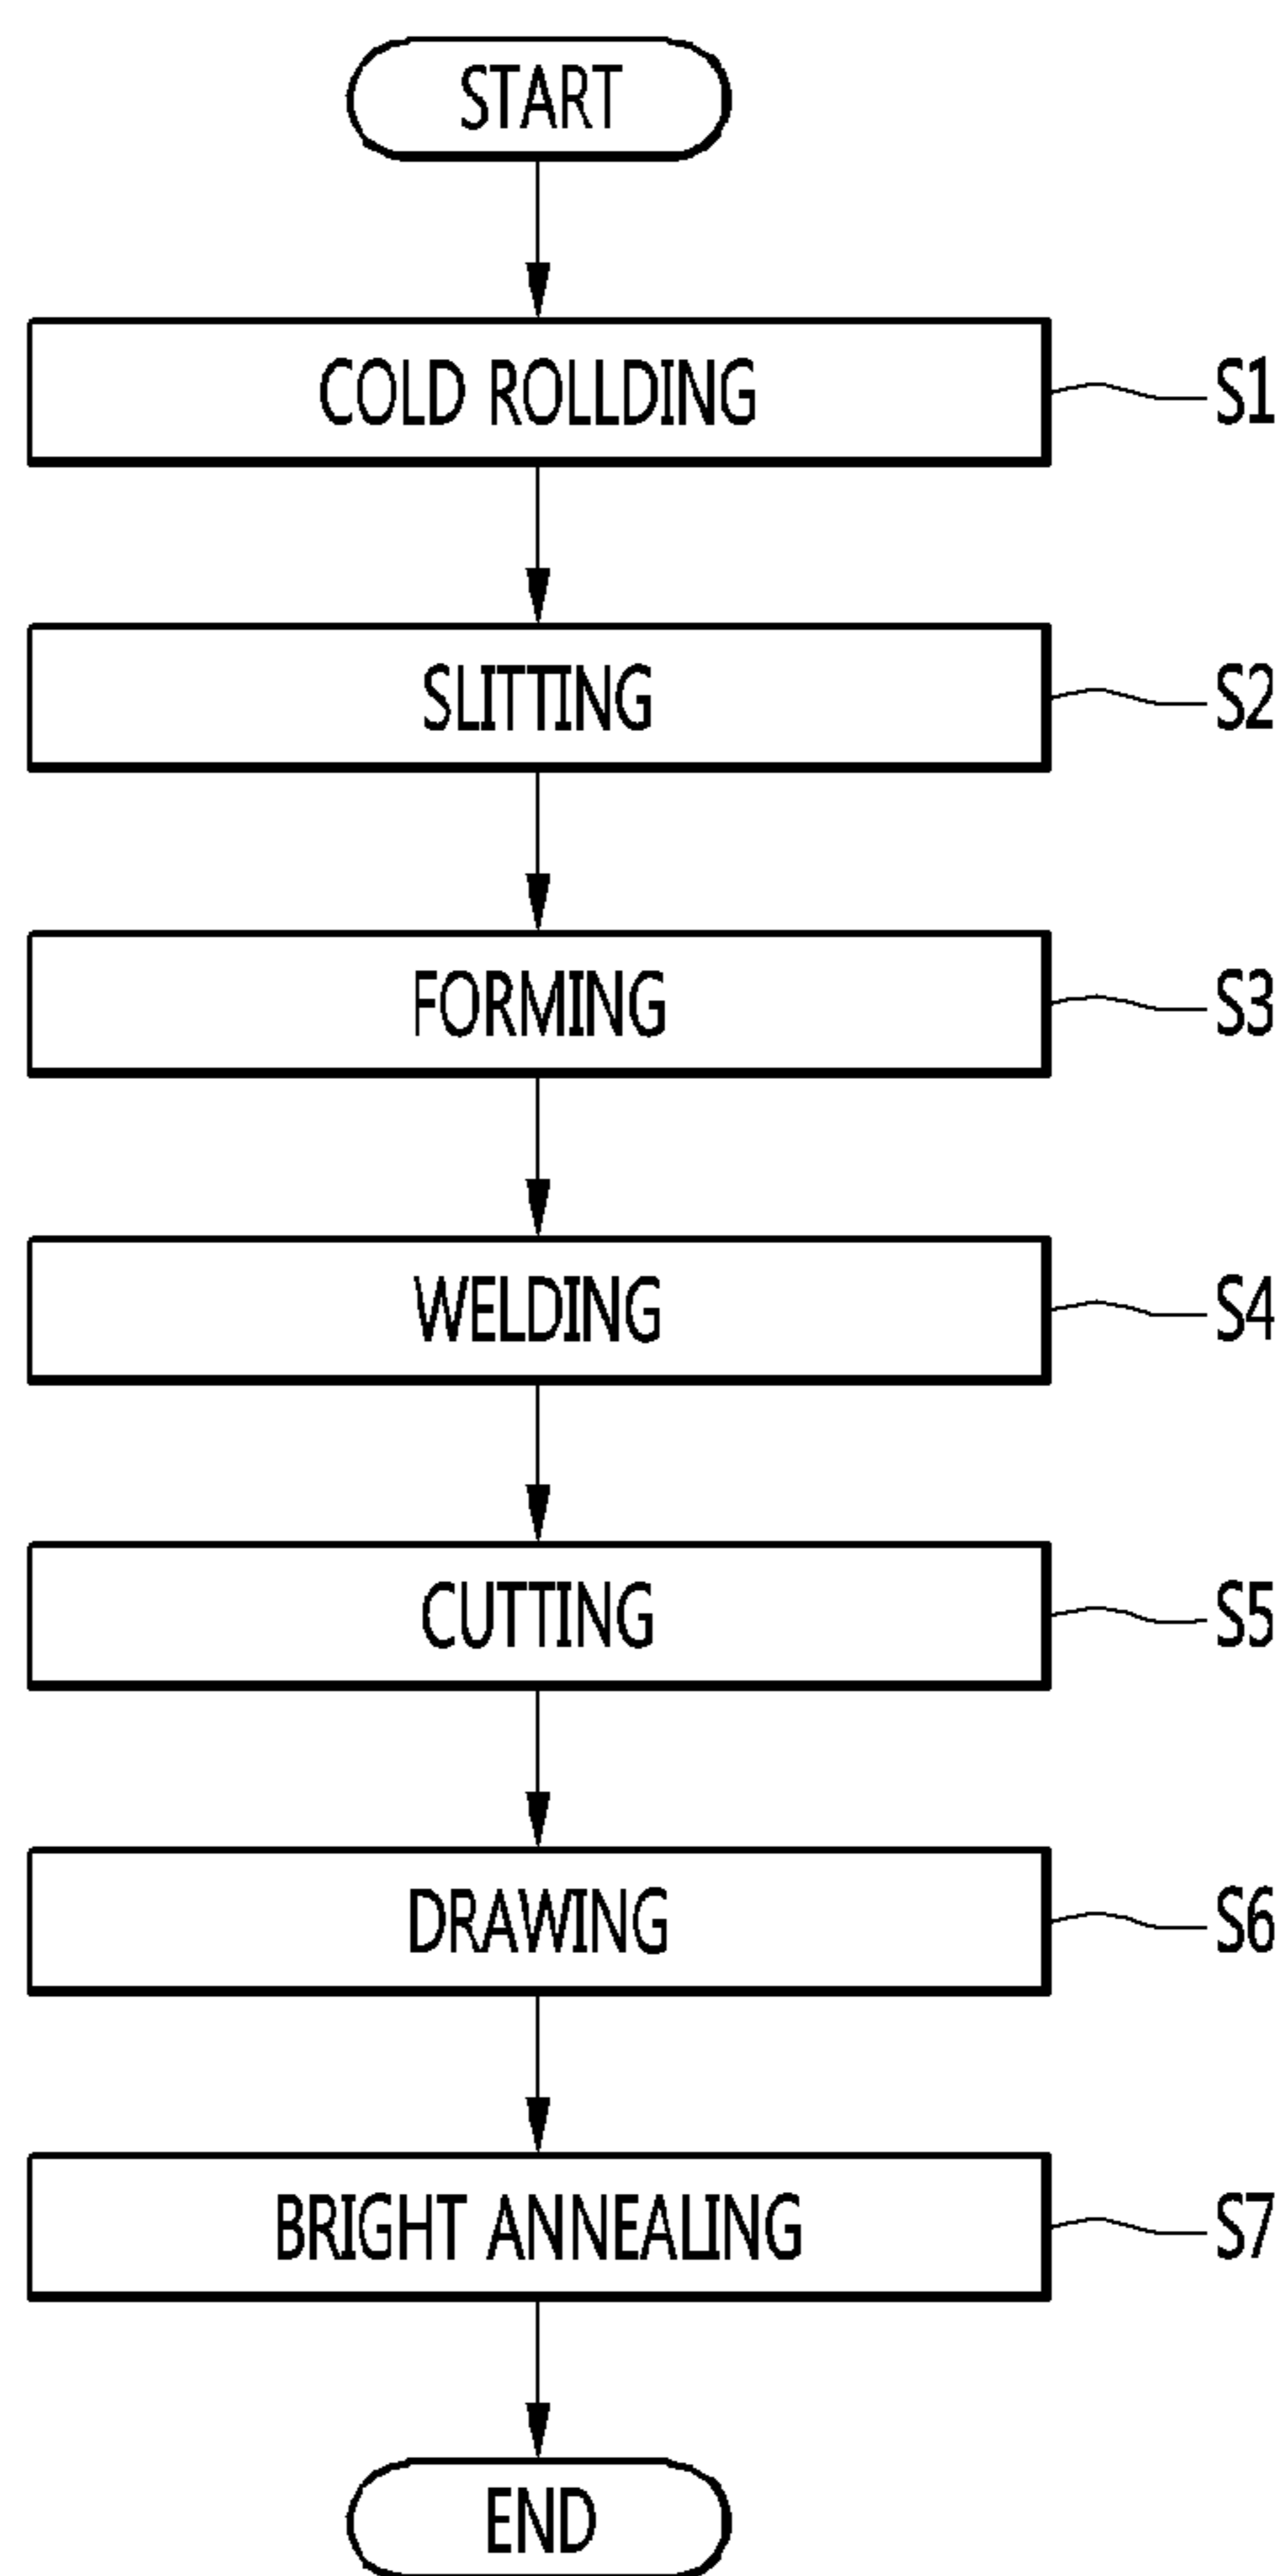 START
COLD ROLLDING S1
SLITTING S2
FORMING S3
WELDING S4
CUTTING S5
DRAWING S6
BRIGHT ANNEALING S7
END